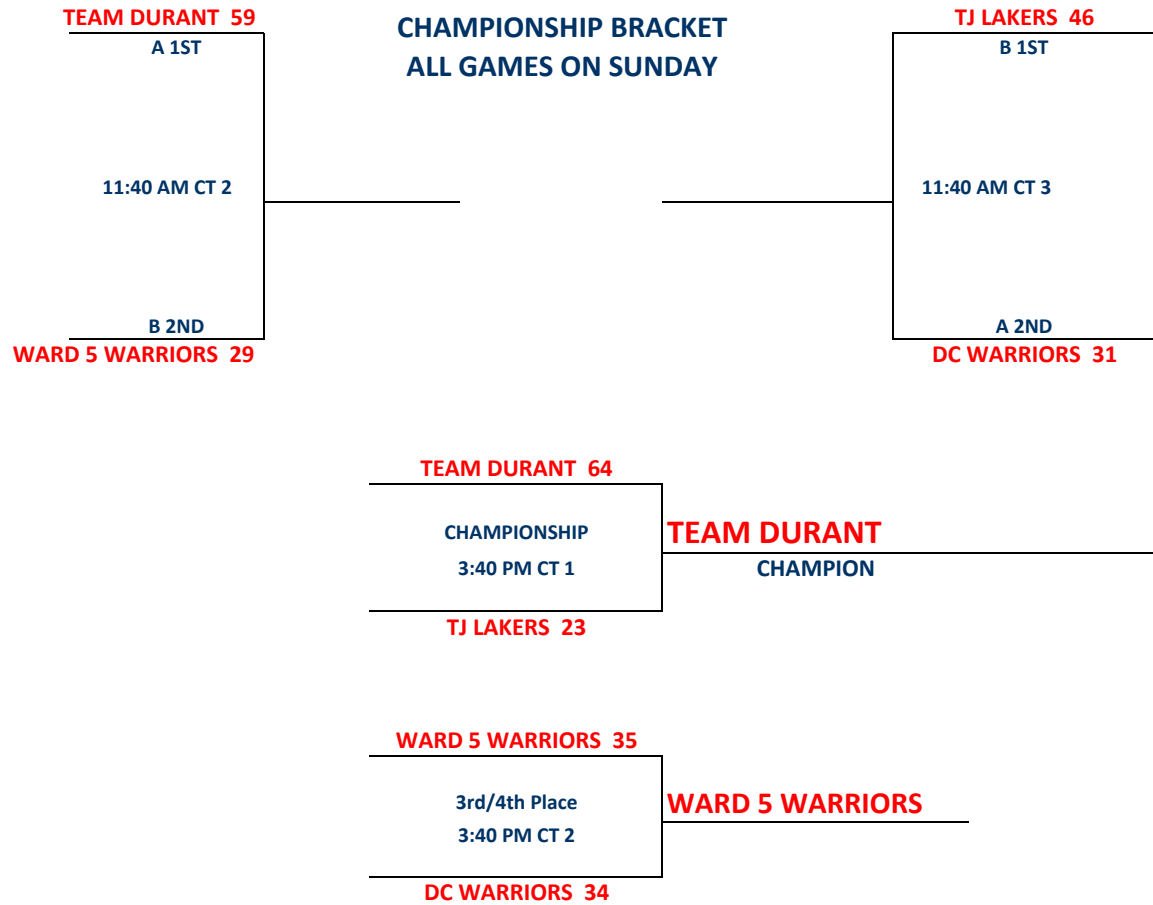 TEAM DURANT  59
A 1ST
11:40 AM CT 2
B 2ND
WARD 5 WARRIORS  29
CHAMPIONSHIP BRACKET
ALL GAMES ON SUNDAY
TJ LAKERS  46
B 1ST
11:40 AM CT 3
A 2ND
DC WARRIORS  31
TEAM DURANT  64
CHAMPIONSHIP
3:40 PM CT 1
TJ LAKERS  23
TEAM DURANT
CHAMPION
WARD 5 WARRIORS  35
3rd/4th Place
3:40 PM CT 2
DC WARRIORS  34
WARD 5 WARRIORS